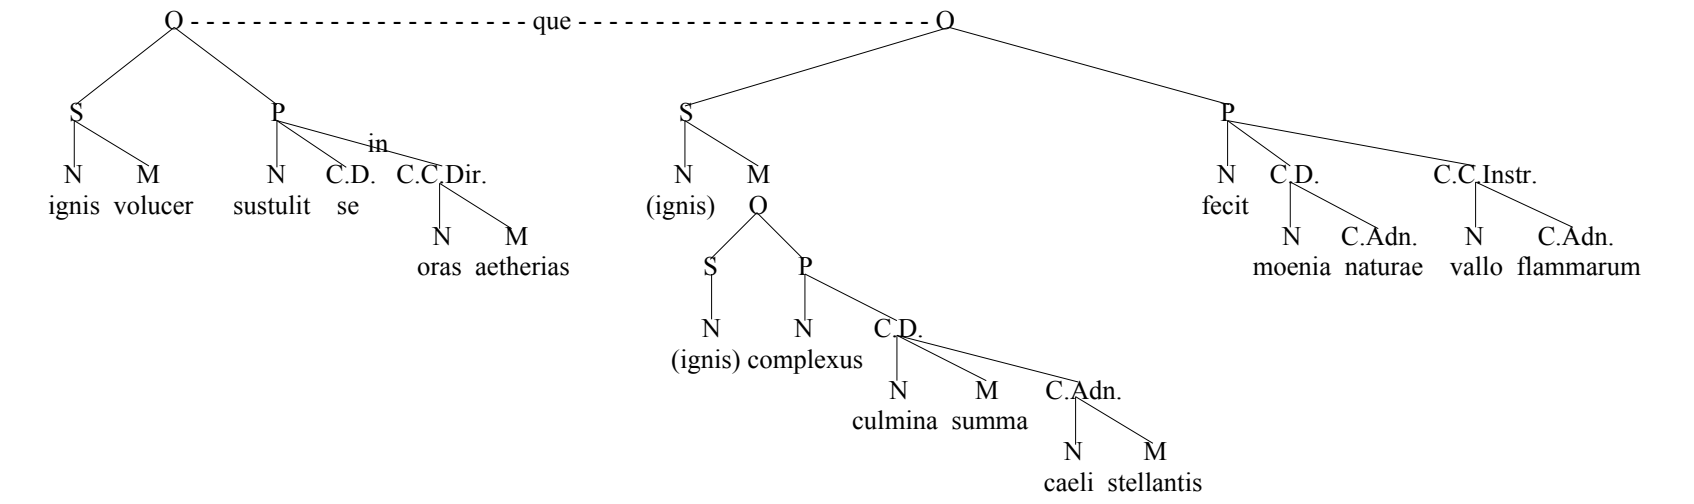 O - - - - - - - - - - - - - - - - - - - - - - - - - que - - - - - - - - - - - - - - - - - - - - - - - - - - O
S P S P
in
N M N C.D. C.C.Dir. N M N C.D. C.C.Instr.
ignis volucer sustulit se (ignis) O fecit
N M N C.Adn. N C.Adn.
oras aetherias S P moenia naturae vallo flammarum
N N C.D.
(ignis) complexus
N M C.Adn.
culmina summa
N M
caeli stellantis